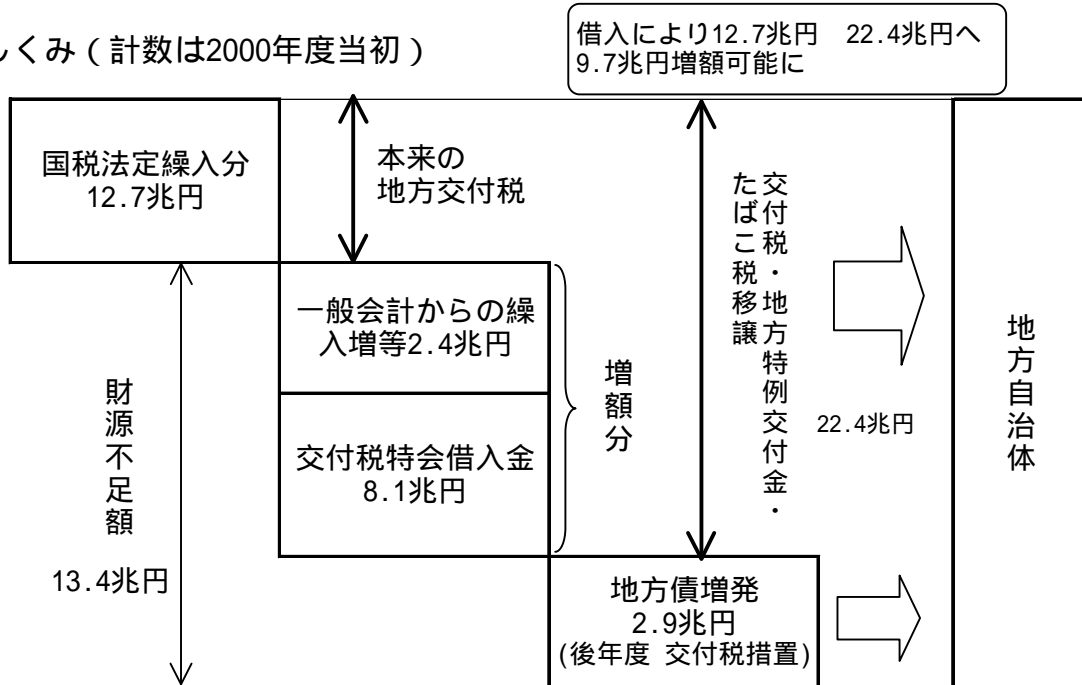 しくみ（計数は2000年度当初）
借入により12.7兆円　22.4兆円へ
9.7兆円増額可能に
国税法定繰入分
12.7兆円
本来の
地方交付税
交付税・地方特例交付金・
たばこ税移譲
一般会計からの繰
入増等2.4兆円
増額分
地方自治体
財源不足額
22.4兆円
交付税特会借入金
8.1兆円
13.4兆円
地方債増発
2.9兆円
(後年度 交付税措置)